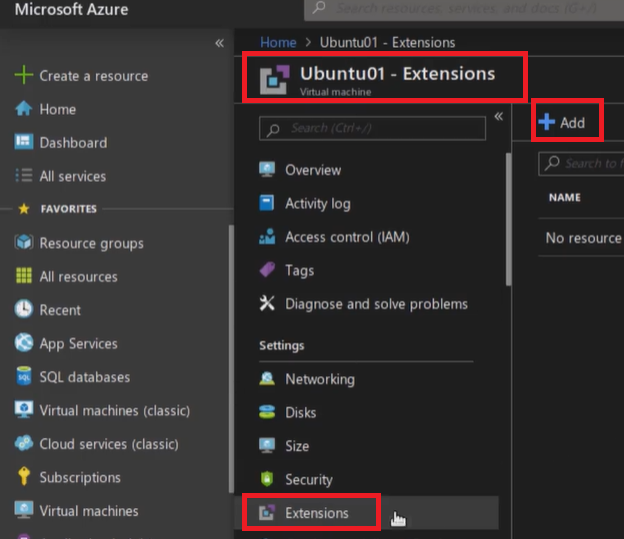 Microsoft Azure
Search resources, services, and docs (G+/)
«
Create a resource
Home
Dashboard
All services
FAVORITES
Resource groups
All resources
Recent
App Services
SQL databases
Virtual machines (classic)
Cloud services (classic)
Subscriptions
Virtual machines
Home > Ubuntu01 - Extensions
Ubuntu01 - Extensions
Virtual machine
«
Search (Ctrl+/)
Overview
Activity log
Access control (IAM)
Tags
Diagnose and solve problems
Settings
Networking
Disks
Size
Security
Extensions
Add
Search to
NAME
No resource